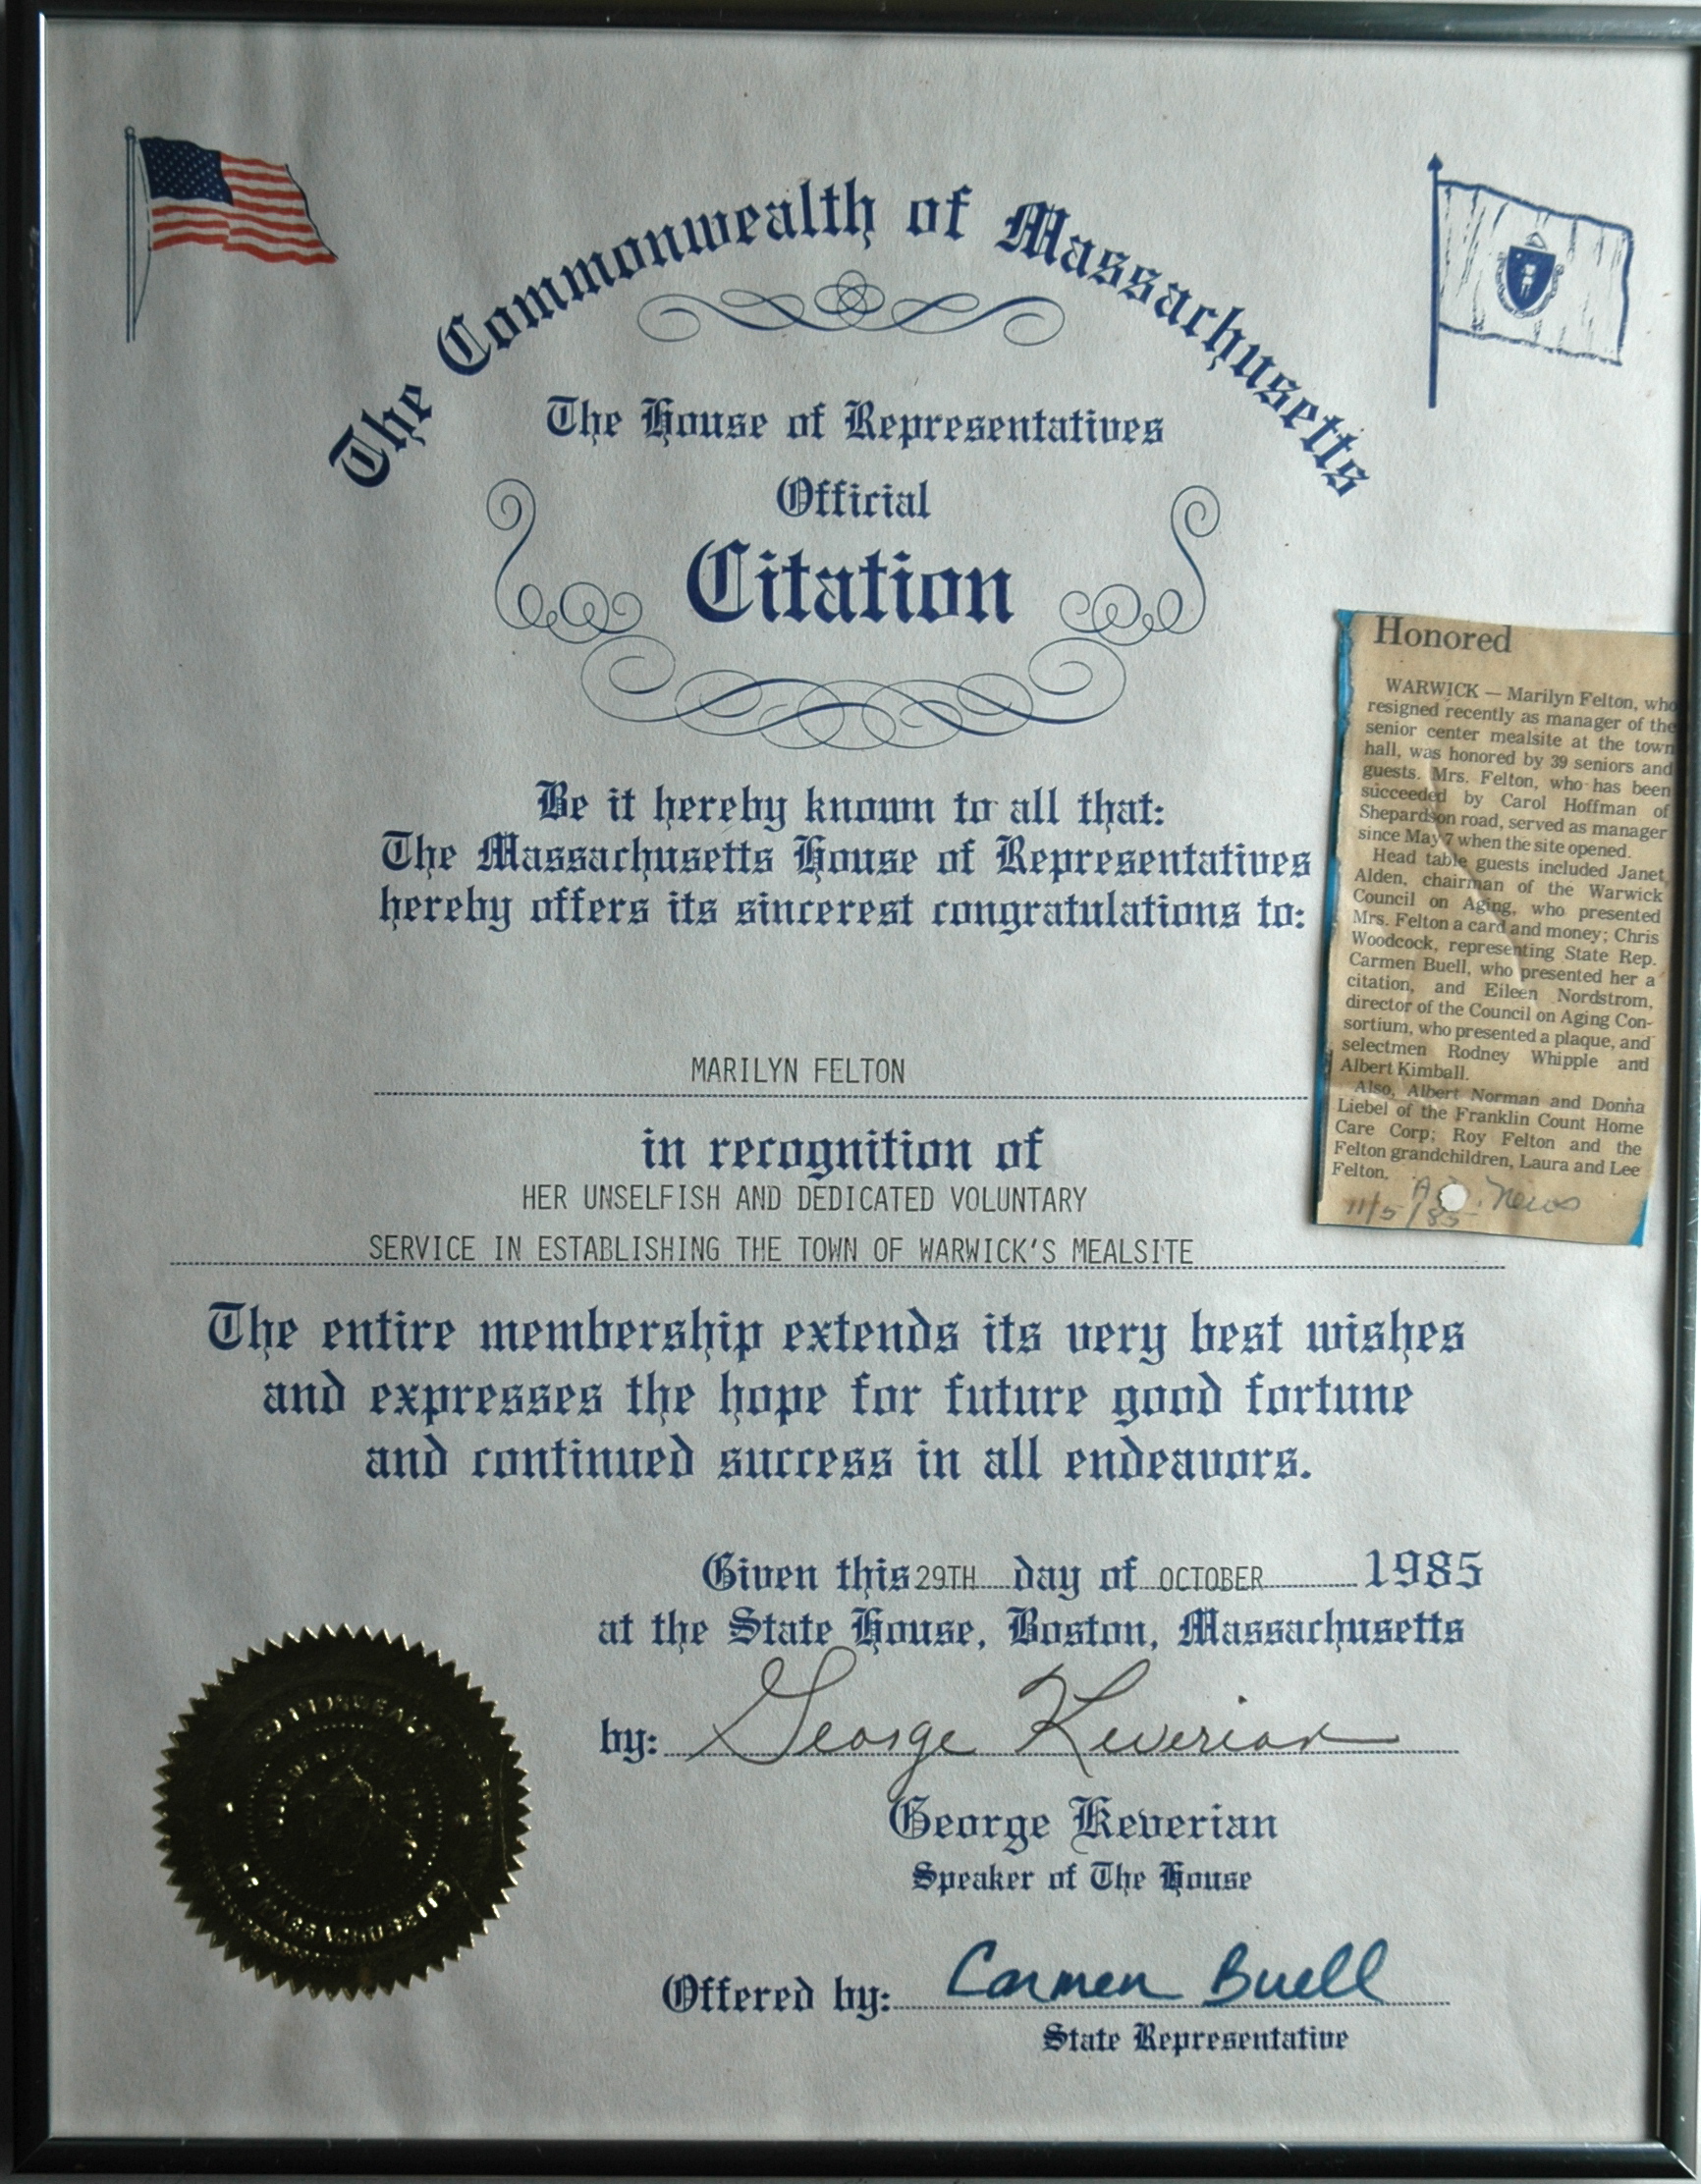 The Commonwealth of Massachusetts
The House of Representatives
Official
Citation
Be it hereby known to all that:
The Massachusetts House of Representatives
hereby offers its sincerest congratulations to:
MARILYN FELTON
in recognition of
HER UNSELFISH AND DEDICATED VOLUNTARY
SERVICE IN ESTABLISHING THE TOWN OF WARWICK'S MEALSITE
The entire membership extends its very best wishes
and expresses the hope for future good fortune
and continued success in all endeavors.
Given this 29TH day of OCTOBER 1985
at the State House, Boston, Massachusetts
by: George Keverian
George Keverian
Speaker of The House
Offered by: Carmen Buell
State Representative
COMMONWEALTH
OF MASSACHUSETTS
Honored
WARWICK — Marilyn Felton, who
resigned recently as manager of the
senior center mealsite at the town
hall, was honored by 39 seniors and
guests. Mrs. Felton, who has been
succeeded by Carol Hoffman of
Shepardson road, served as manager
since May 7 when the site opened.
Head table guests included Janet
Alden, chairman of the Warwick
Council on Aging, who presented
Mrs. Felton a card and money; Chris
Woodcock, representing State Rep.
Carmen Buell, who presented her a
citation, and Eileen Nordstrom,
director of the Council on Aging Con-
sortium, who presented a plaque, and
selectmen Rodney Whipple and
Albert Kimball.
Also, Albert Norman and Donna
Liebel of the Franklin Count Home
Care Corp; Roy Felton and the
Felton grandchildren, Laura and Lee
Felton.
News
11/5/85